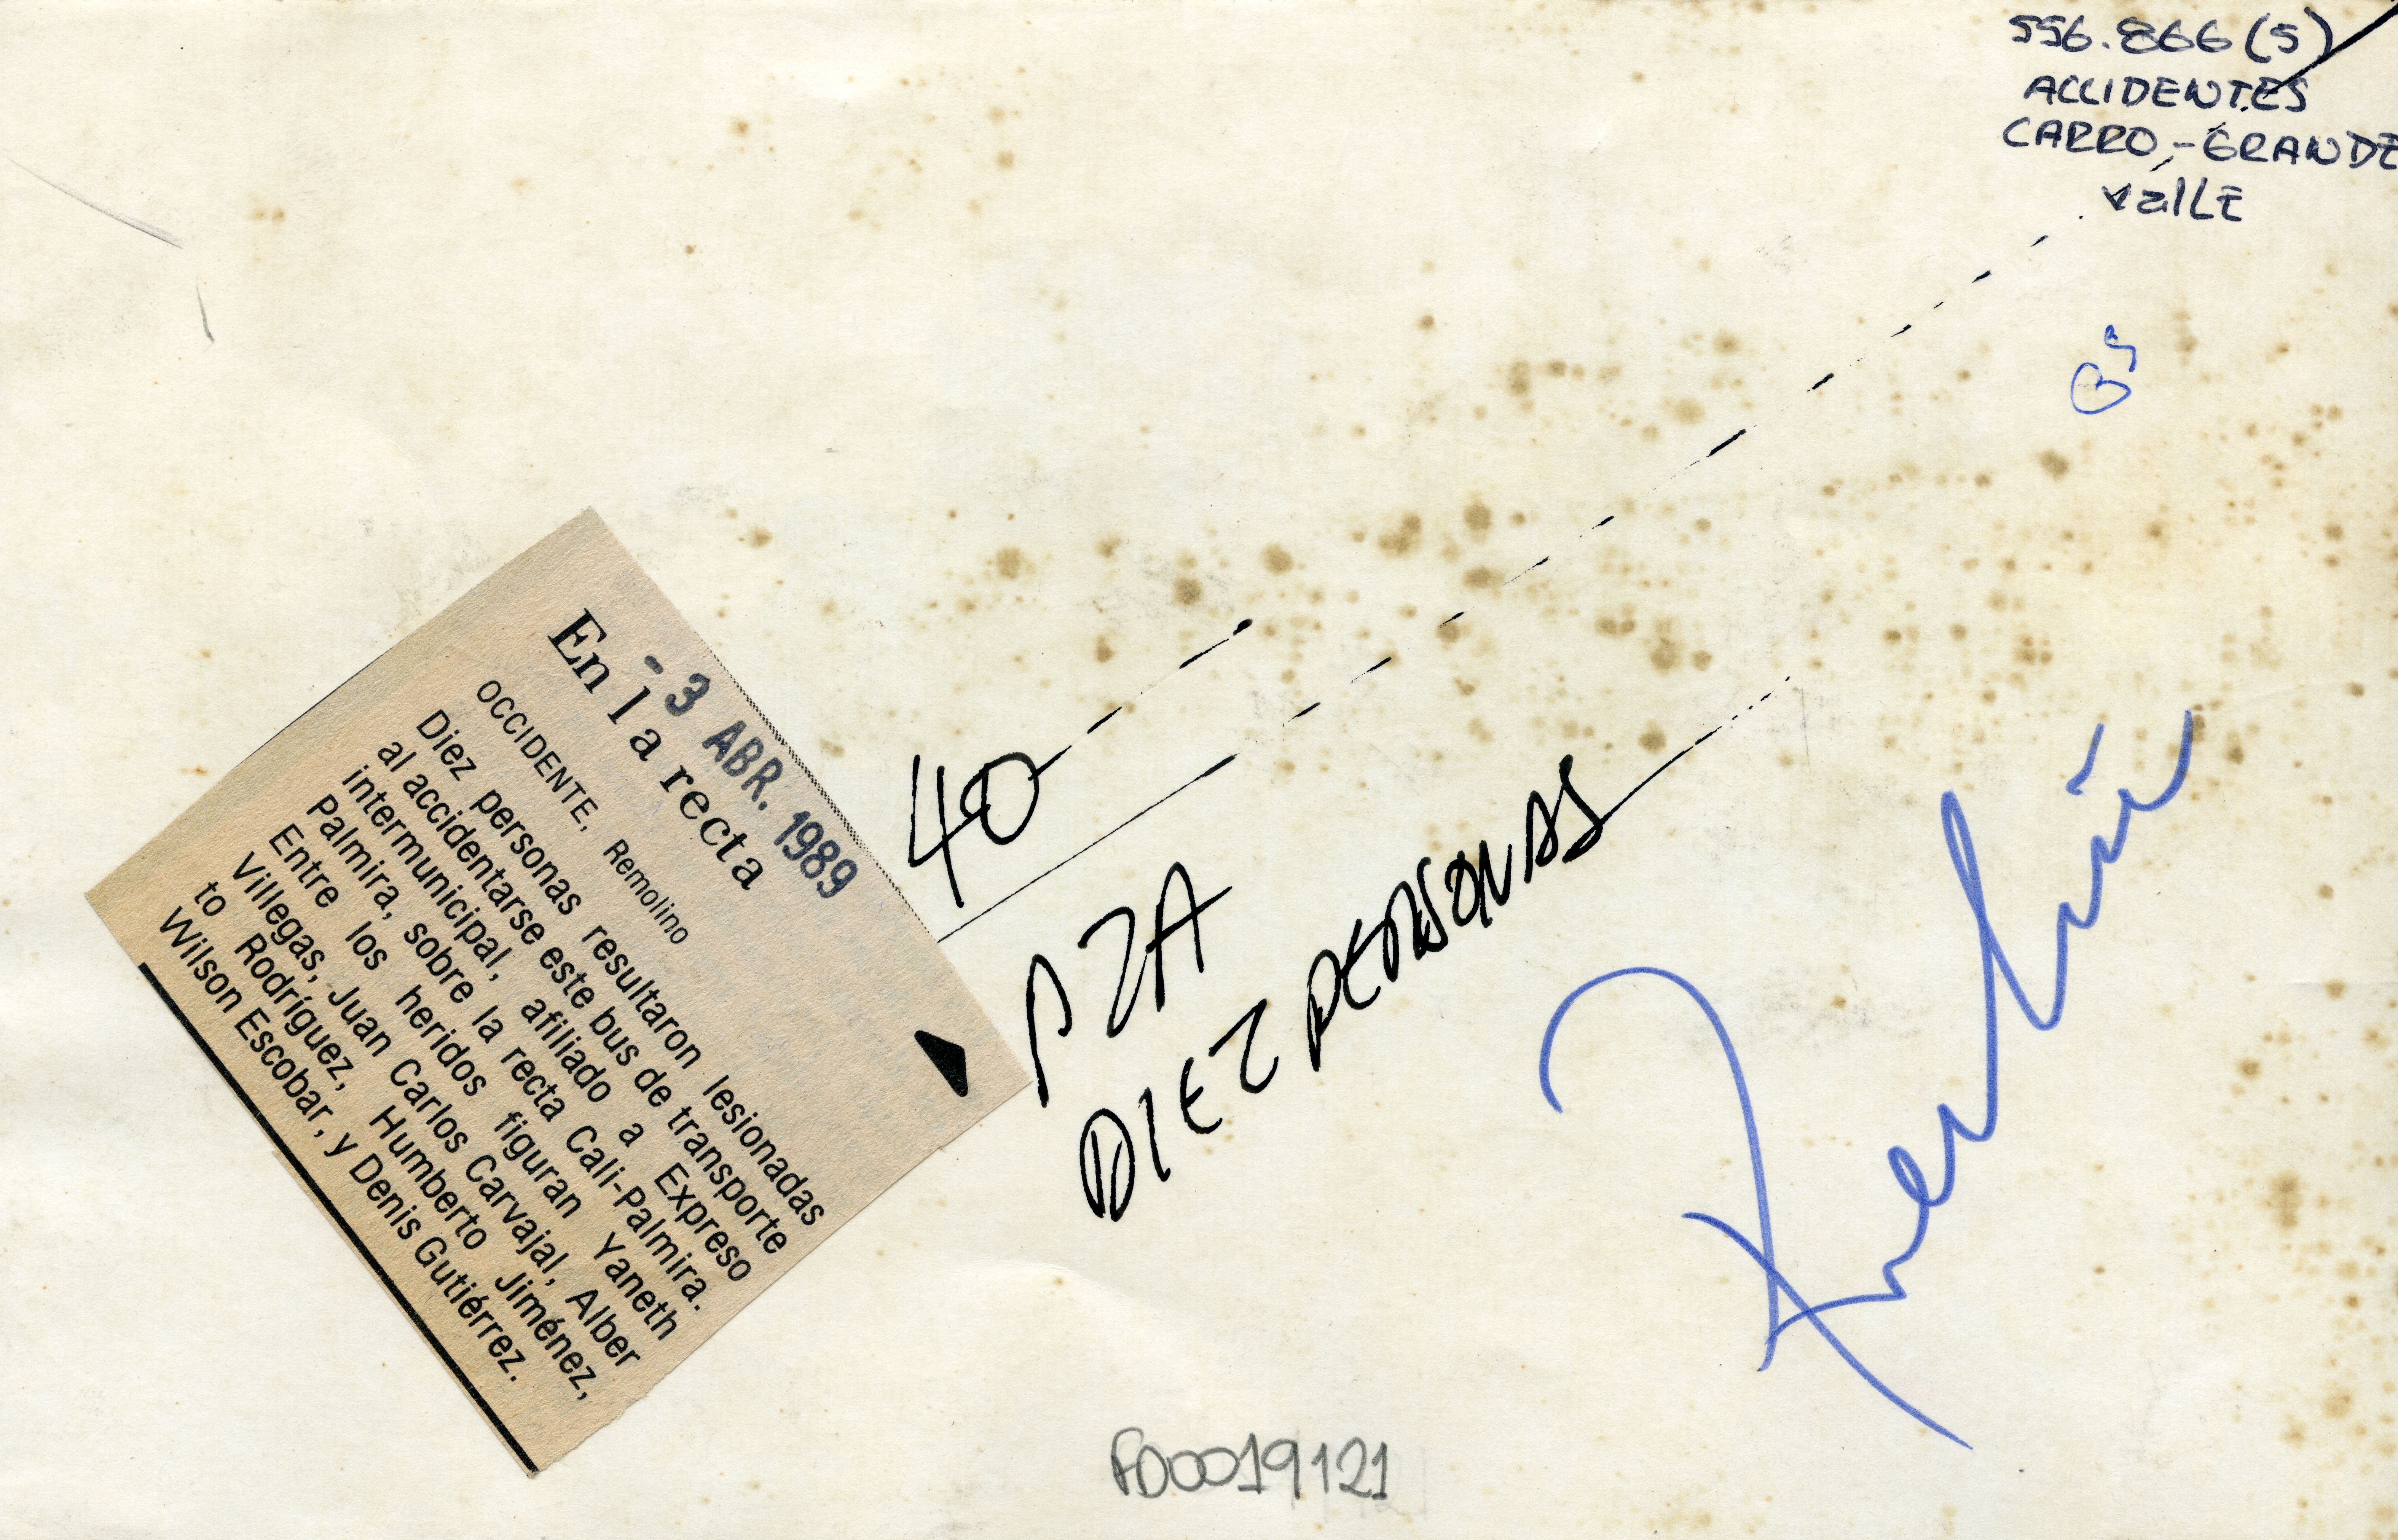 556.866 (5)
ACCIDENTES
CARRO - GRANDE
VallE
- 3 ABR. 1989
En la recta
OCCIDENTE, Remolino
Diez personas resultaron lesionadas
al accidentarse este bus de transporte
intermunicipal, afiliado a Expreso
Palmira, sobre la recta Cali-Palmira.
Entre los heridos figuran Yaneth
Villegas, Juan Carlos Carvajal, Alber
to Rodríguez, Humberto Jiménez,
Wilson Escobar, y Denis Gutiérrez.
40
PZA
DIEZ PERSONAS
F00019121